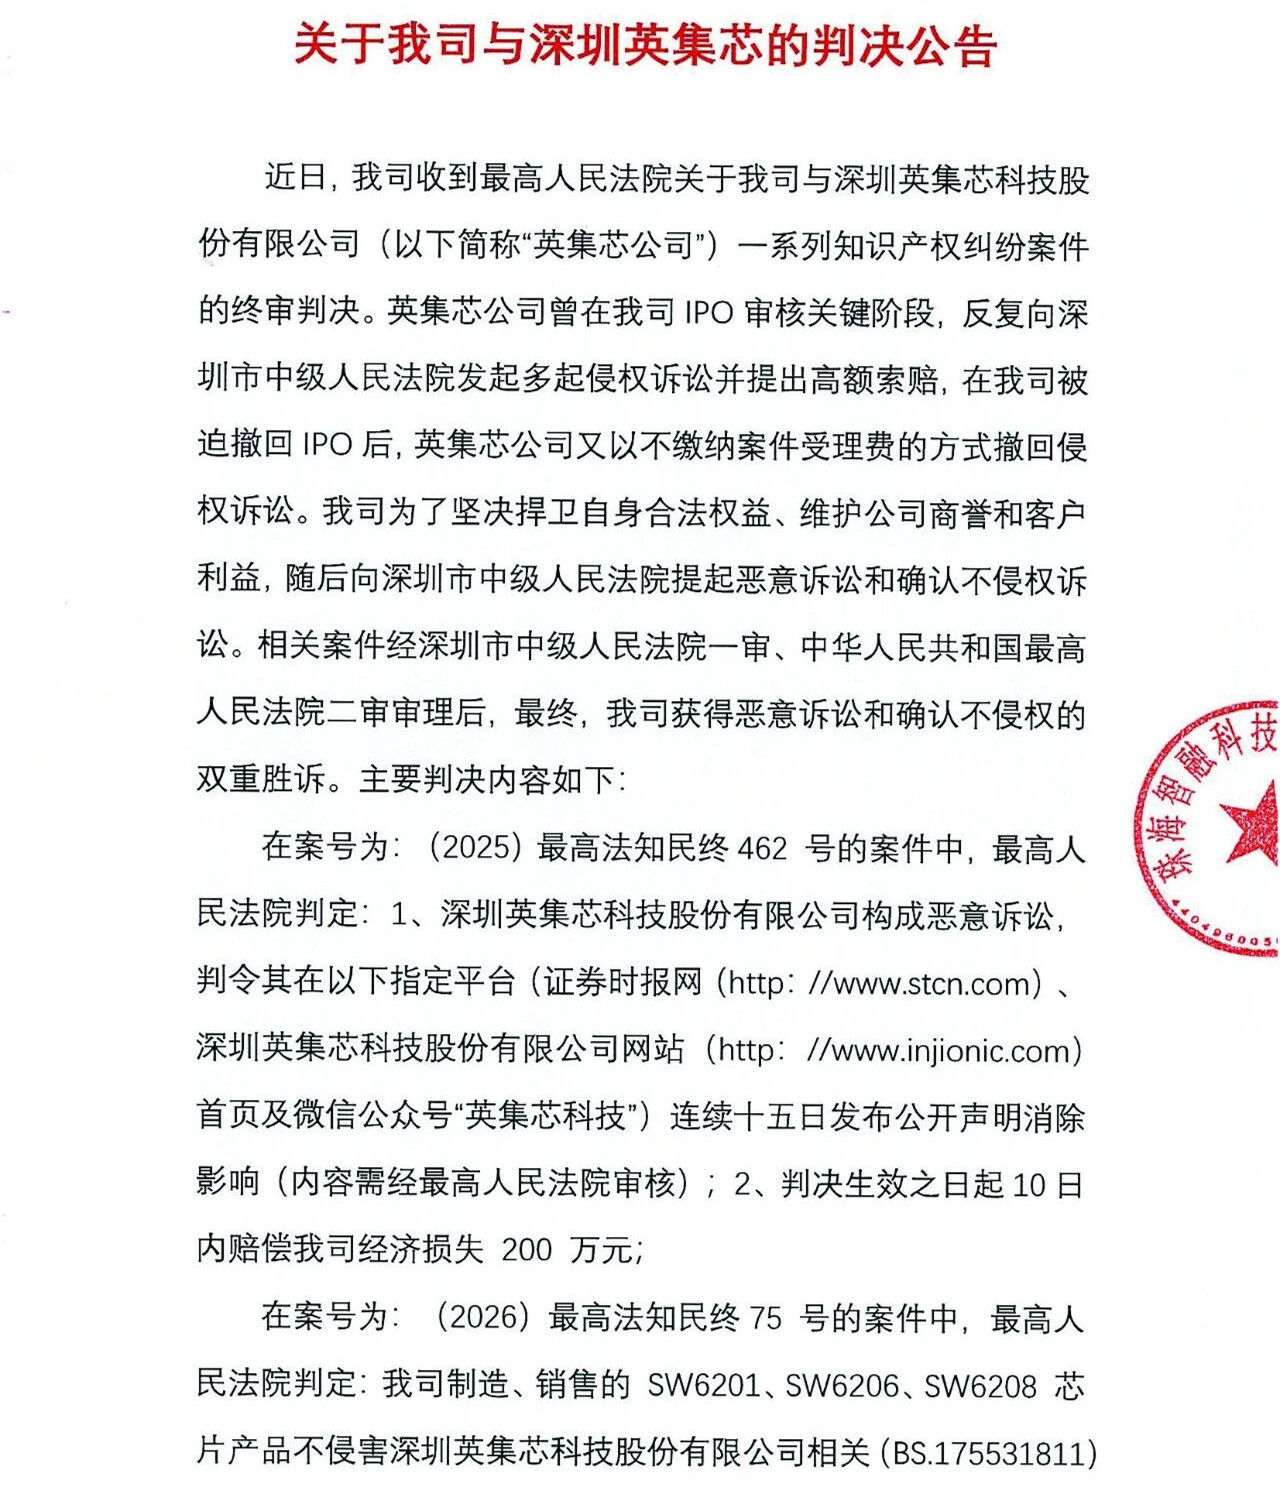 关于我司与深圳英集芯的判决公告
近日，我司收到最高人民法院关于我司与深圳英集芯科技股
份有限公司（以下简称“英集芯公司”）一系列知识产权纠纷案件
的终审判决。英集芯公司曾在我司 IPO 审核关键阶段，反复向深
圳市中级人民法院发起多起侵权诉讼并提出高额索赔，在我司被
迫撤回 IPO 后，英集芯公司又以不缴纳案件受理费的方式撤回侵
权诉讼。我司为了坚决捍卫自身合法权益、维护公司商誉和客户
利益，随后向深圳市中级人民法院提起恶意诉讼和确认不侵权诉
讼。相关案件经深圳市中级人民法院一审、中华人民共和国最高
人民法院二审审理后，最终，我司获得恶意诉讼和确认不侵权的
双重胜诉。主要判决内容如下：
在案号为：（2025）最高法知民终 462 号的案件中，最高人
民法院判定：1、深圳英集芯科技股份有限公司构成恶意诉讼，
判令其在以下指定平台（证券时报网（http：//www.stcn.com）、
深圳英集芯科技股份有限公司网站（http：//www.injionic.com）
首页及微信公众号“英集芯科技”）连续十五日发布公开声明消除
影响（内容需经最高人民法院审核）；2、判决生效之日起 10 日
内赔偿我司经济损失 200 万元；
在案号为：（2026）最高法知民终 75 号的案件中，最高人
民法院判定：我司制造、销售的 SW6201、SW6206、SW6208 芯
片产品不侵害深圳英集芯科技股份有限公司相关（BS.175531811）
珠海智融科技
440496005